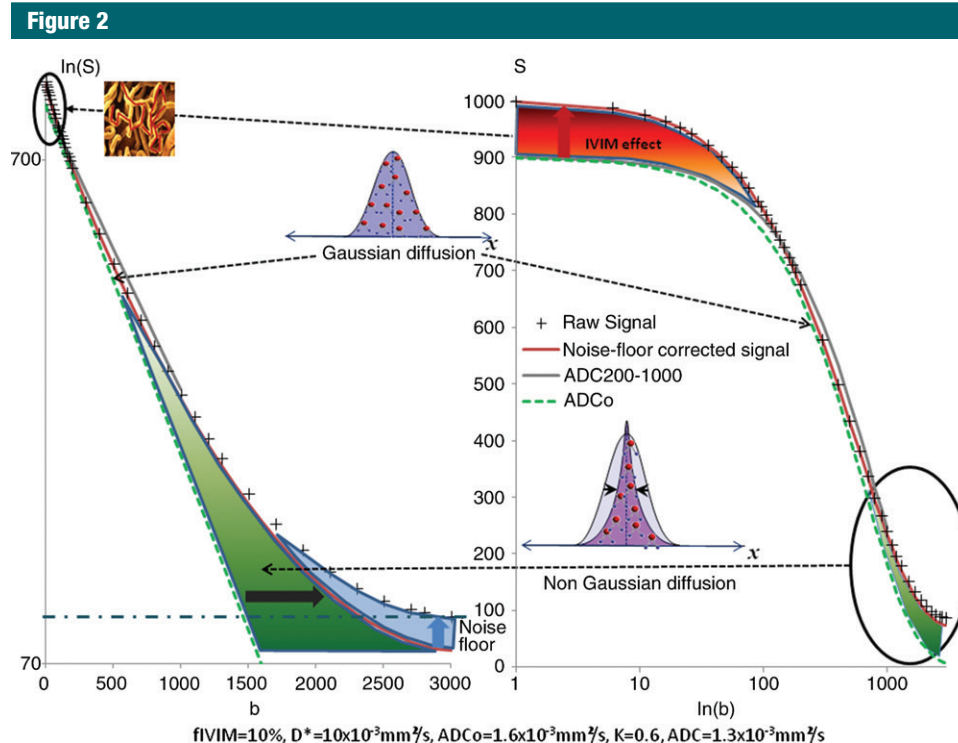 Figure 2
ln(S)
700
70
0 500 1000 1600 2000 2500 3000
b
x
Gaussian diffusion
Noise
floor
S
1000
900
800
700
600
500
400
300
200
100
0
1 10 100 1000
ln(b)
IVIM effect
Raw Signal
Noise-floor corrected signal
ADC200-1000
ADCo
x
Non Gaussian diffusion
fIVIM=10%, D*=10x10-³mm²/s, ADCo=1.6x10-³mm²/s, K=0.6, ADC=1.3x10-³mm²/s